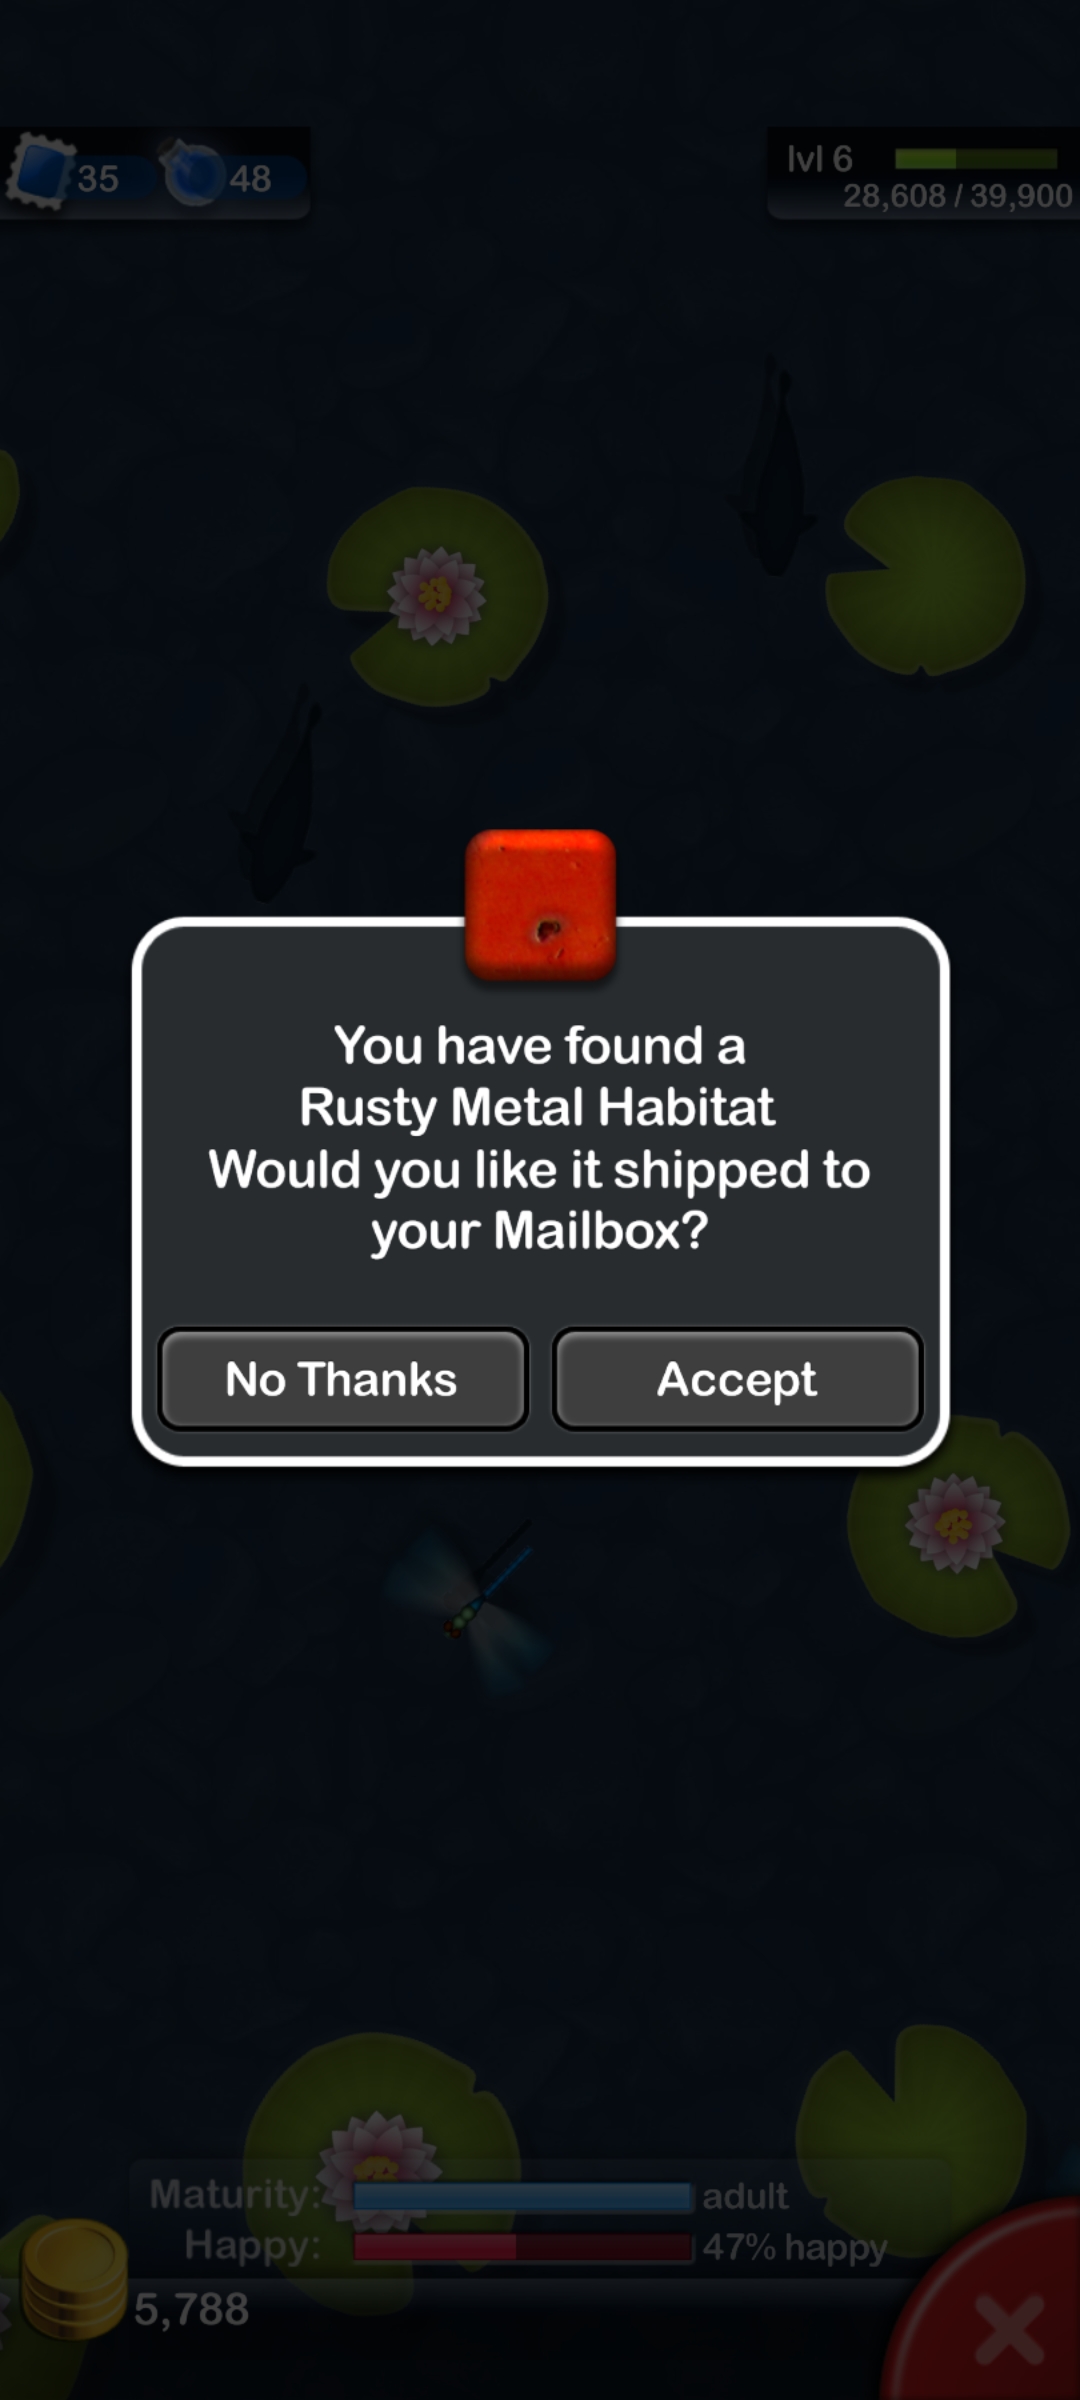 35
48
lvl 6
28,608 / 39,900
You have found a
Rusty Metal Habitat
Would you like it shipped to
your Mailbox?
No Thanks
Accept
Maturity:
adult
Happy:
47% happy
5,788